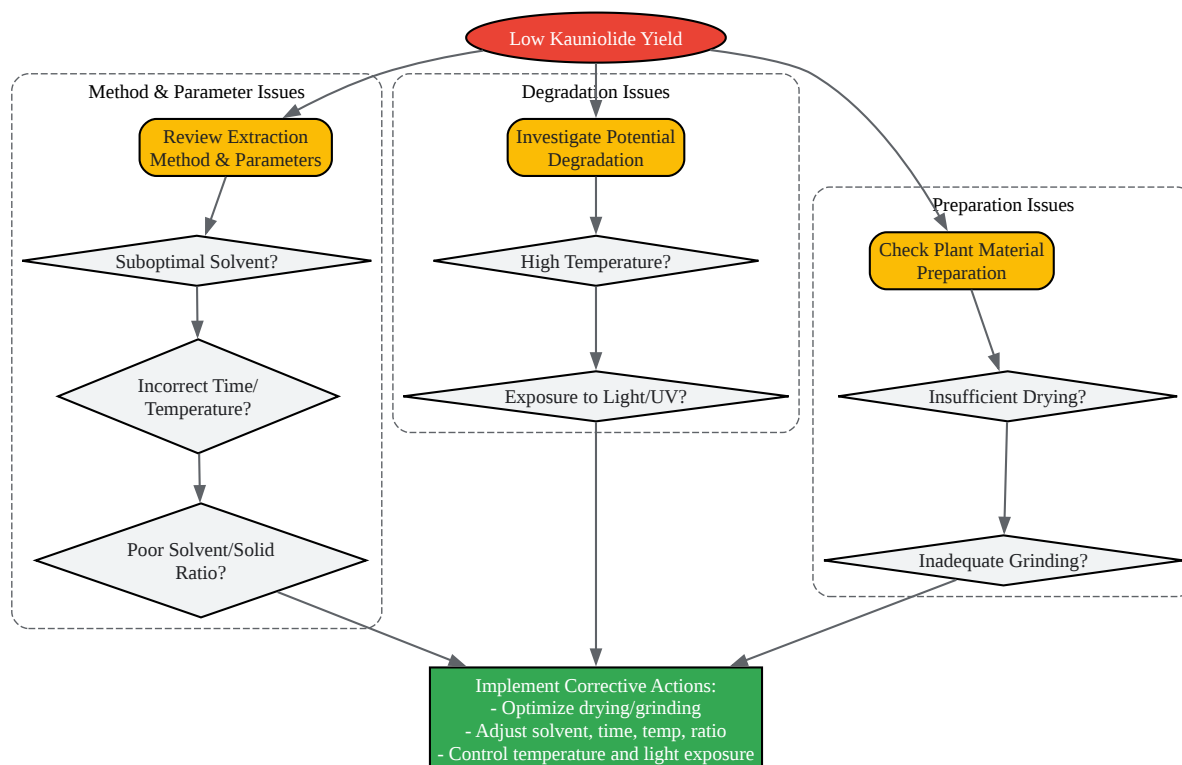 Low Kauniolide Yield
Method & Parameter Issues
Review Extraction
Method & Parameters
Suboptimal Solvent?
Incorrect Time/
Temperature?
Poor Solvent/Solid
Ratio?
Degradation Issues
Investigate Potential
Degradation
High Temperature?
Exposure to Light/UV?
Preparation Issues
Check Plant Material
Preparation
Insufficient Drying?
Inadequate Grinding?
Implement Corrective Actions:
- Optimize drying/grinding
- Adjust solvent, time, temp, ratio
- Control temperature and light exposure